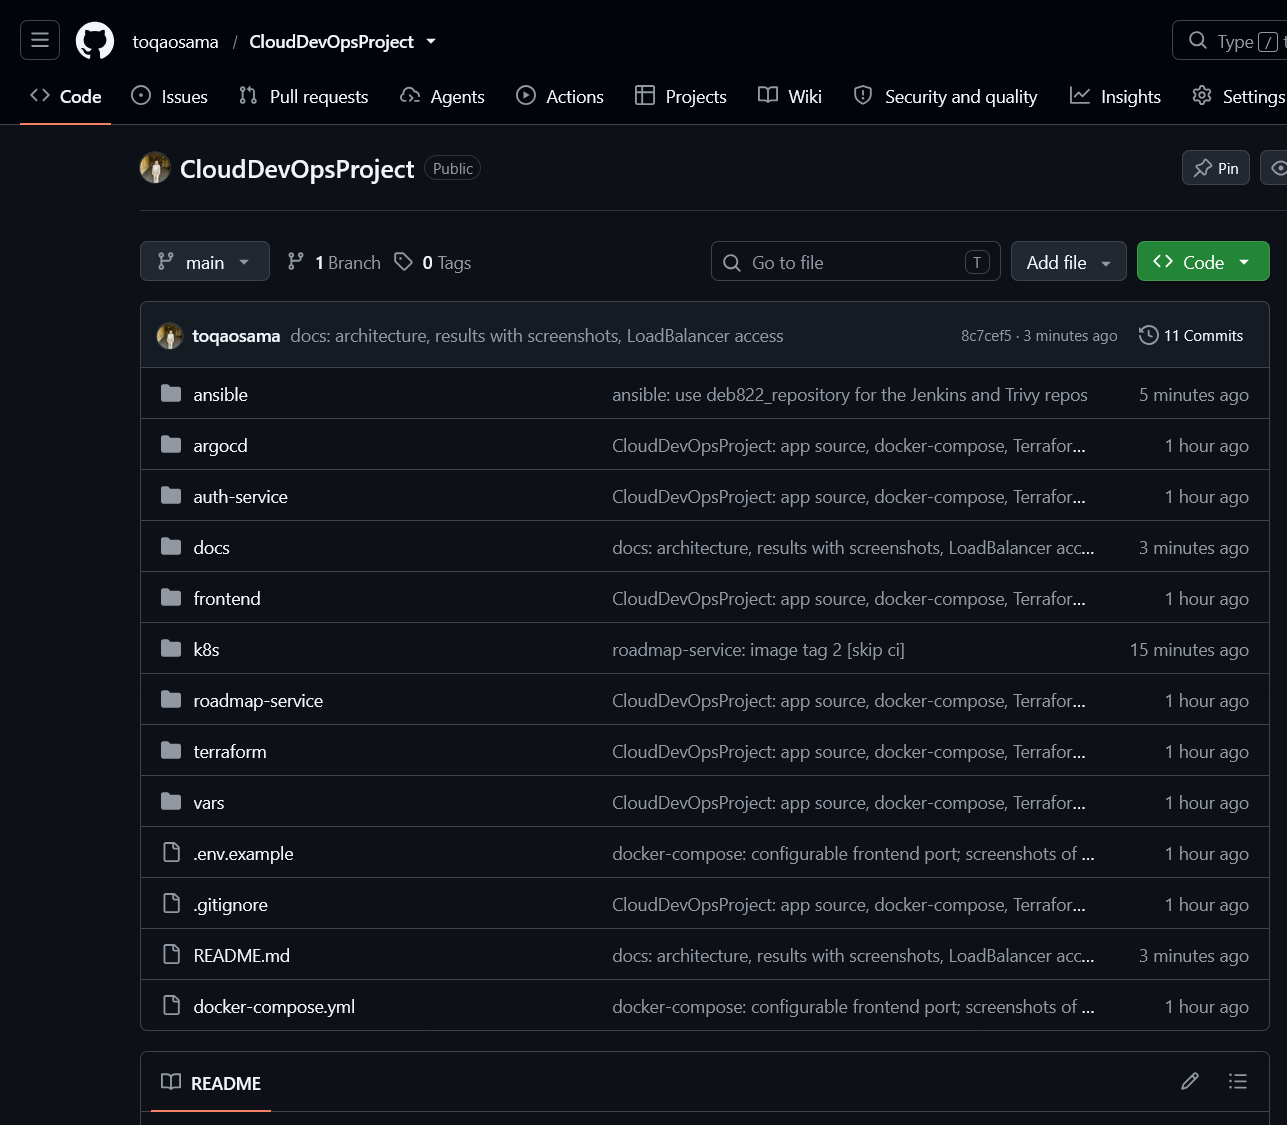 toqaosama / CloudDevOpsProject
Type / t
Code Issues Pull requests Agents Actions Projects Wiki Security and quality Insights Settings
CloudDevOpsProject Public
Pin
main 1 Branch 0 Tags Go to file T Add file Code
toqaosama docs: architecture, results with screenshots, LoadBalancer access 8c7cef5 · 3 minutes ago 11 Commits
ansible ansible: use deb822_repository for the Jenkins and Trivy repos 5 minutes ago
argocd CloudDevOpsProject: app source, docker-compose, Terrafor... 1 hour ago
auth-service CloudDevOpsProject: app source, docker-compose, Terrafor... 1 hour ago
docs docs: architecture, results with screenshots, LoadBalancer acc... 3 minutes ago
frontend CloudDevOpsProject: app source, docker-compose, Terrafor... 1 hour ago
k8s roadmap-service: image tag 2 [skip ci] 15 minutes ago
roadmap-service CloudDevOpsProject: app source, docker-compose, Terrafor... 1 hour ago
terraform CloudDevOpsProject: app source, docker-compose, Terrafor... 1 hour ago
vars CloudDevOpsProject: app source, docker-compose, Terrafor... 1 hour ago
.env.example docker-compose: configurable frontend port; screenshots of ... 1 hour ago
.gitignore CloudDevOpsProject: app source, docker-compose, Terrafor... 1 hour ago
README.md docs: architecture, results with screenshots, LoadBalancer acc... 3 minutes ago
docker-compose.yml docker-compose: configurable frontend port; screenshots of ... 1 hour ago
README